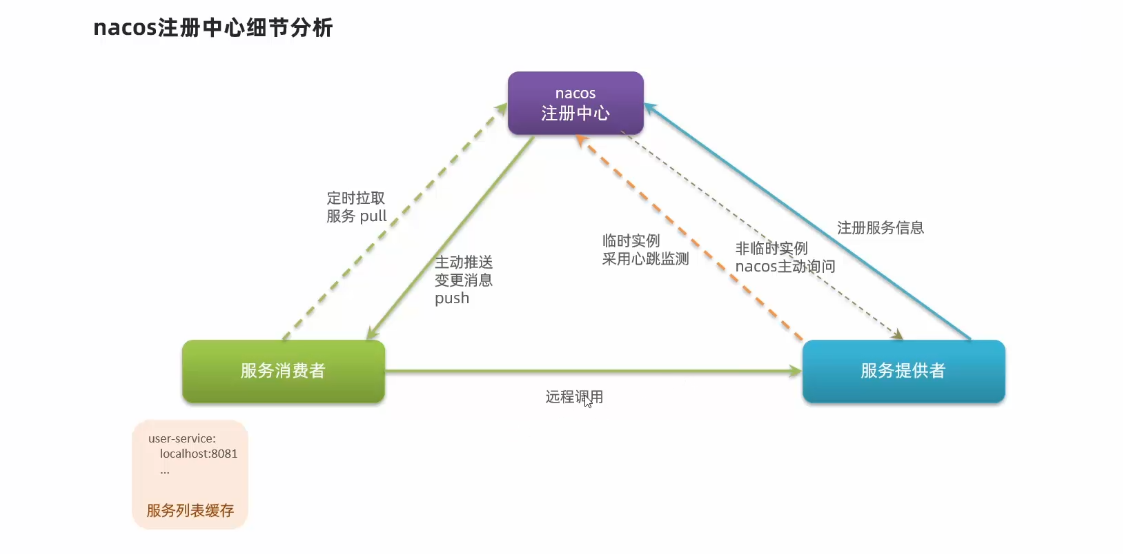 nacos注册中心细节分析
nacos
注册中心
定时拉取
服务 pull
主动推送
变更消息
push
临时实例
采用心跳监测
非临时实例
nacos主动询问
注册服务信息
服务消费者
服务提供者
远程调用
user-service:
localhost:8081
...
服务列表缓存